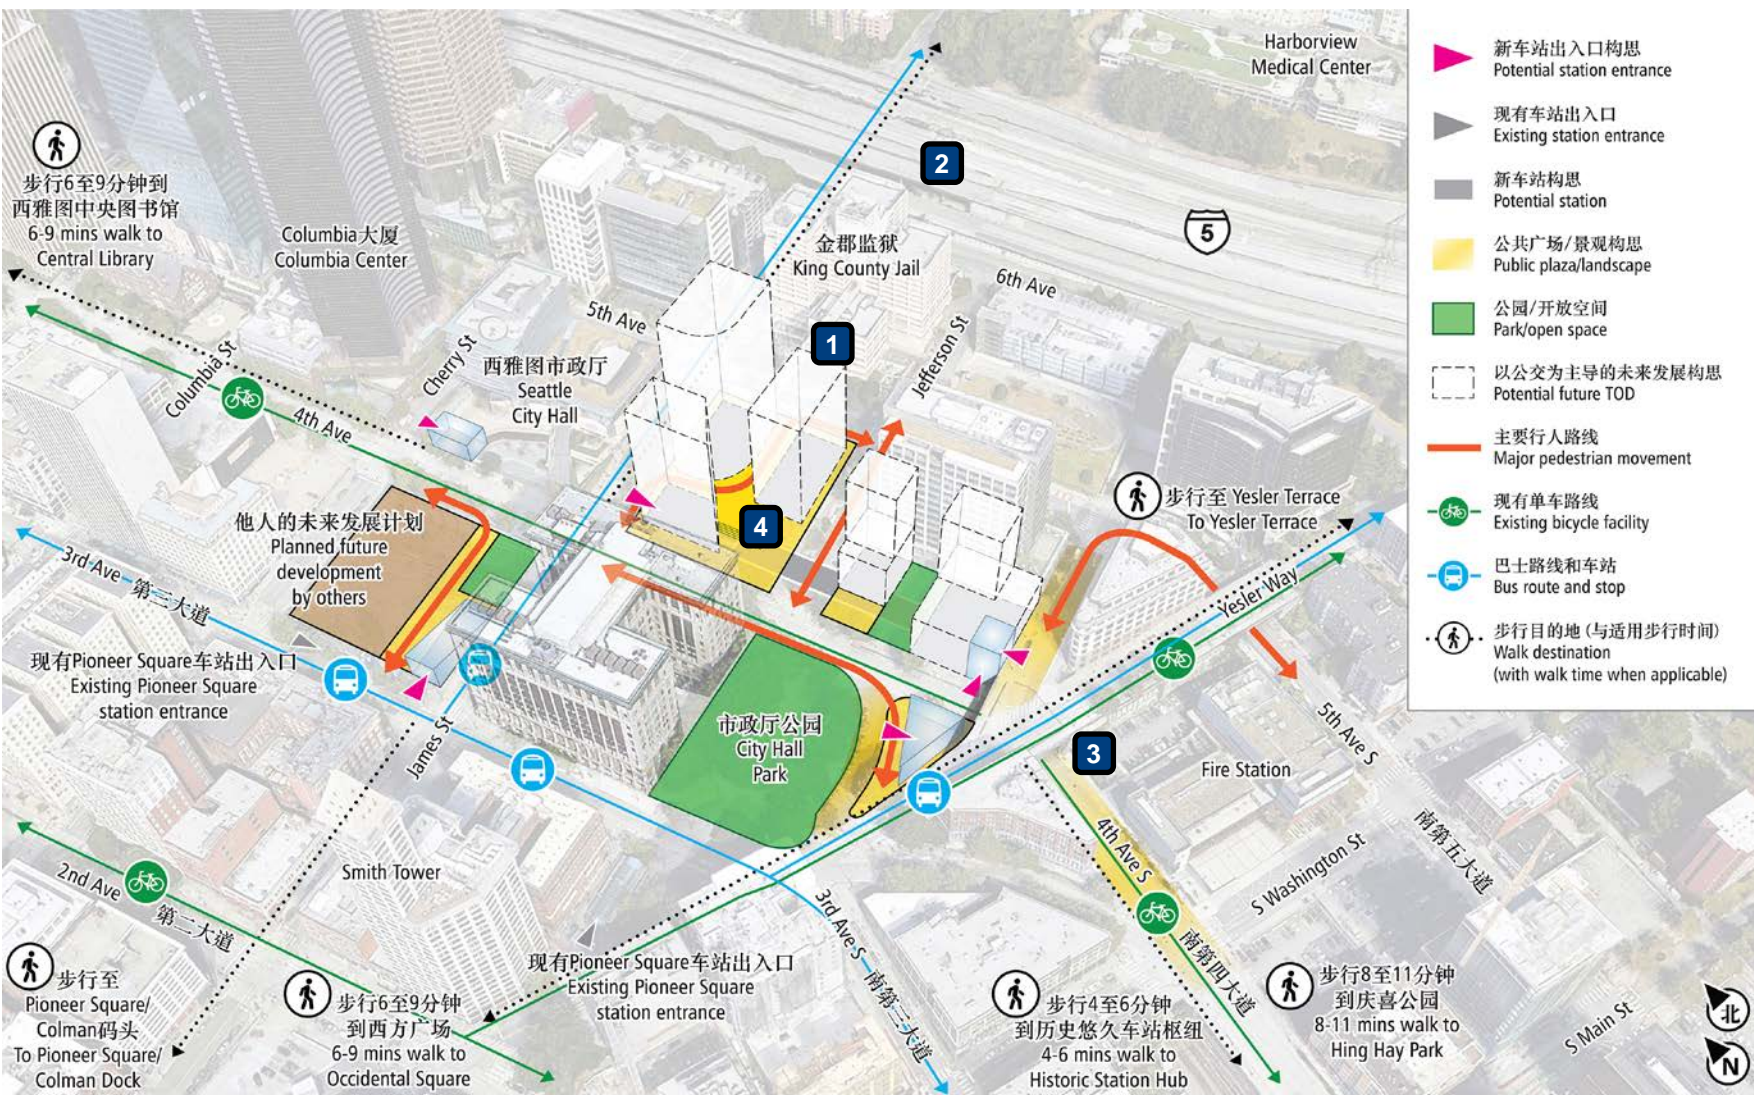 Harborview
Medical Center
2
5
步行6至9分钟到
西雅图中央图书馆
6-9 mins walk to
Central Library
Columbia大厦
Columbia Center
金郡监狱
King County Jail
6th Ave
5th Ave
1
Jefferson St
Cherry St
Columbia St
西雅图市政厅
Seattle
City Hall
4th Ave
4
步行至 Yesler Terrace
To Yesler Terrace
他人的未来发展计划
Planned future
development
by others
3rd Ave 第三大道
Yesler Way
现有Pioneer Square车站出入口
Existing Pioneer Square
station entrance
James St
市政厅公园
City Hall
Park
3
Fire Station
5th Ave S
南第五大道
4th Ave S
南第四大道
S Washington St
S Main St
Smith Tower
2nd Ave
第二大道
3rd Ave S 南第三大道
现有Pioneer Square车站出入口
Existing Pioneer Square
station entrance
步行至
Pioneer Square/
Colman码头
To Pioneer Square/
Colman Dock
步行6至9分钟
到西方广场
6-9 mins walk to
Occidental Square
步行4至6分钟
到历史悠久车站枢纽
4-6 mins walk to
Historic Station Hub
步行8至11分钟
到庆喜公园
8-11 mins walk to
Hing Hay Park
北
N
新车站出入口构思
Potential station entrance
现有车站出入口
Existing station entrance
新车站构思
Potential station
公共广场/景观构思
Public plaza/landscape
公园/开放空间
Park/open space
以公交为主导的未来发展构思
Potential future TOD
主要行人路线
Major pedestrian movement
现有单车路线
Existing bicycle facility
巴士路线和车站
Bus route and stop
步行目的地 (与适用步行时间)
Walk destination
(with walk time when applicable)